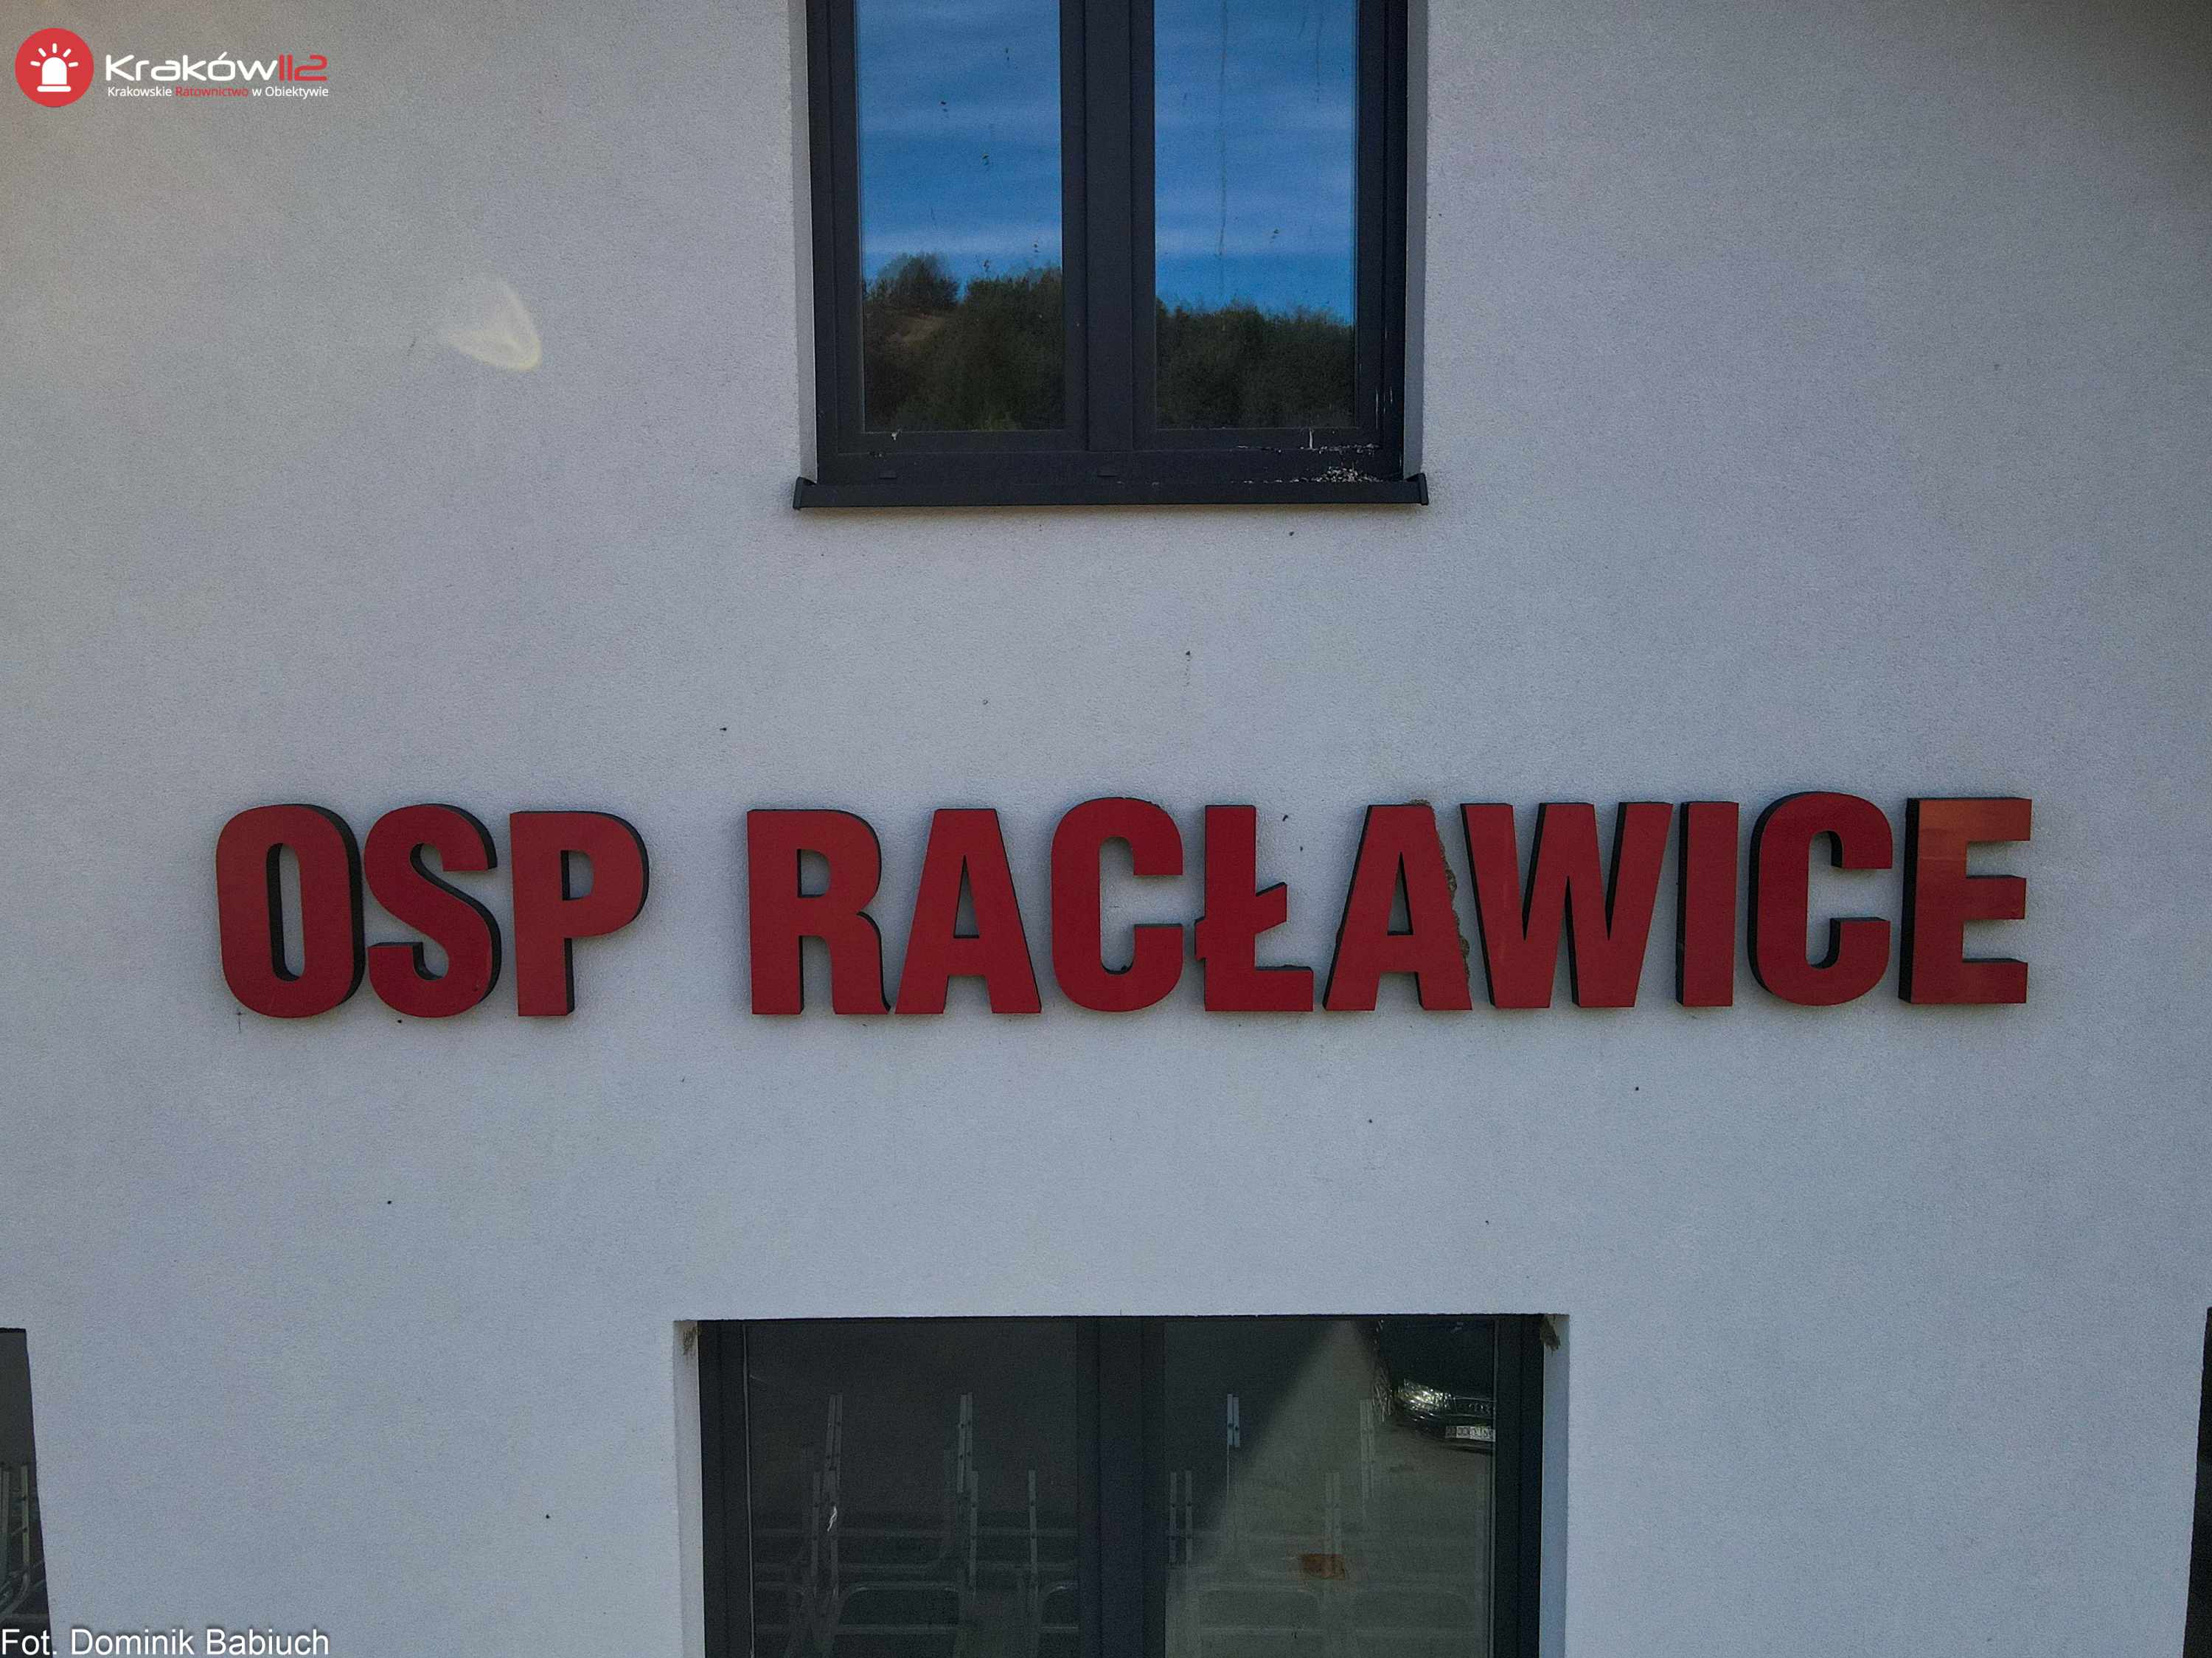 Kraków112
Krakowskie Ratownictwo w Obiektywie
OSP RACŁAWICE
Fot. Dominik Babiuch